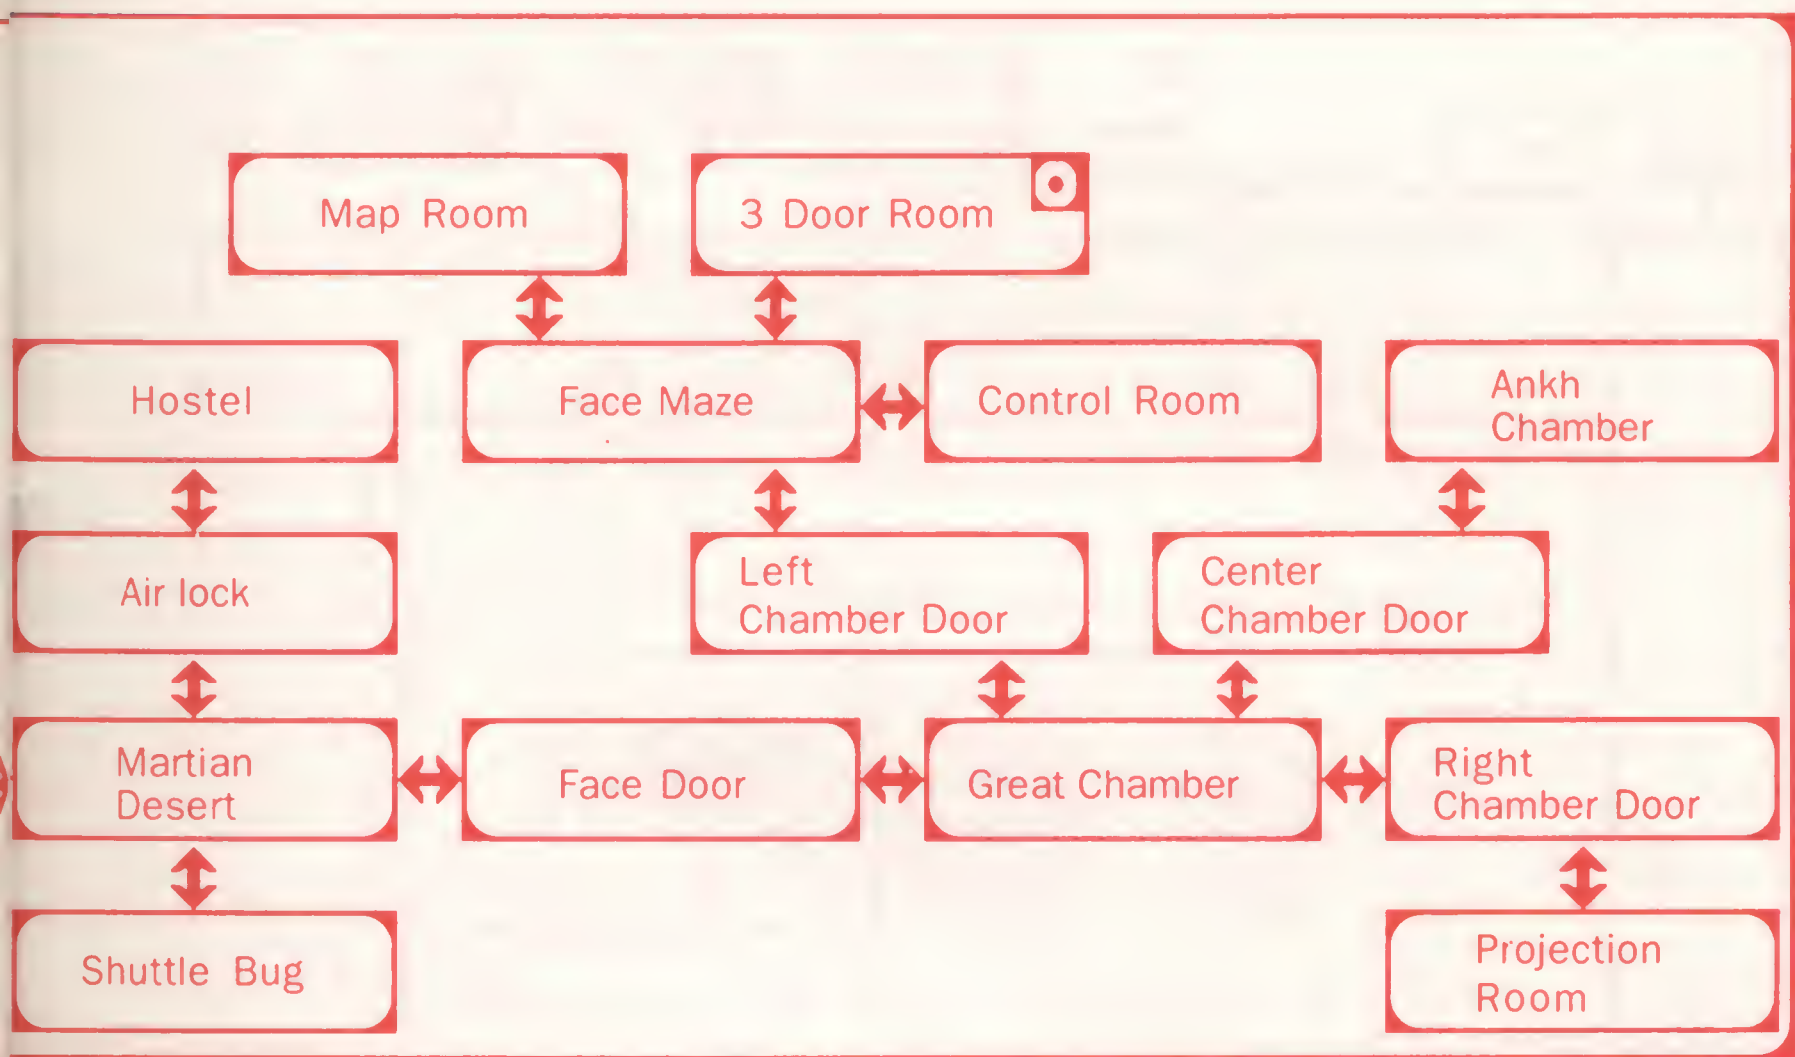 Map Room
3 Door Room
Hostel
Face Maze
Control Room
Ankh
Chamber
Air lock
Left
Chamber Door
Center
Chamber Door
Martian
Desert
Face Door
Great Chamber
Right
Chamber Door
Shuttle Bug
Projection
Room